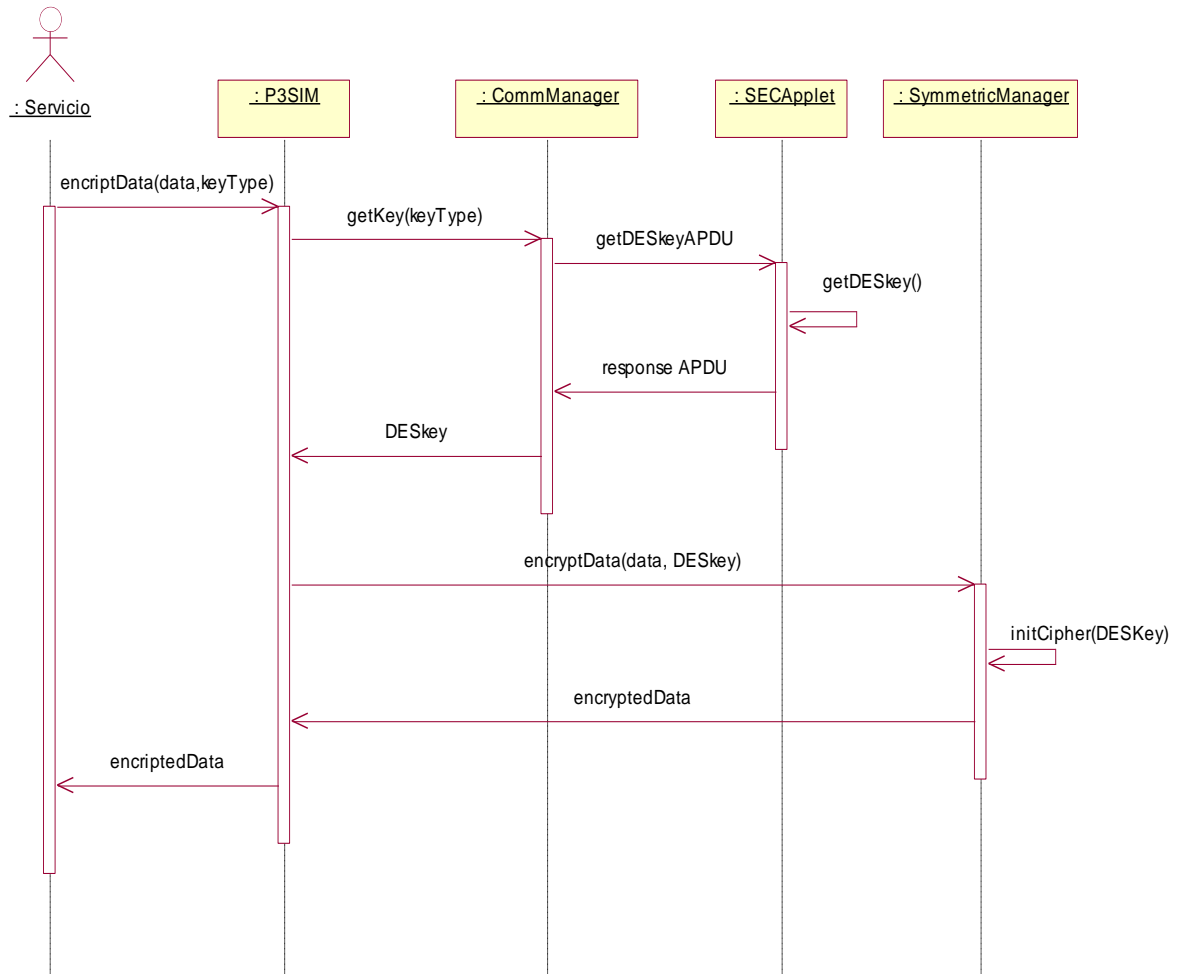 : Servicio
: P3SIM
: CommManager
: SECApplet
: SymmetricManager
encriptData(data,keyType)
getKey(keyType)
getDESkeyAPDU
getDESkey()
response APDU
DESkey
encryptData(data, DESkey)
initCipher(DESKey)
encryptedData
encriptedData